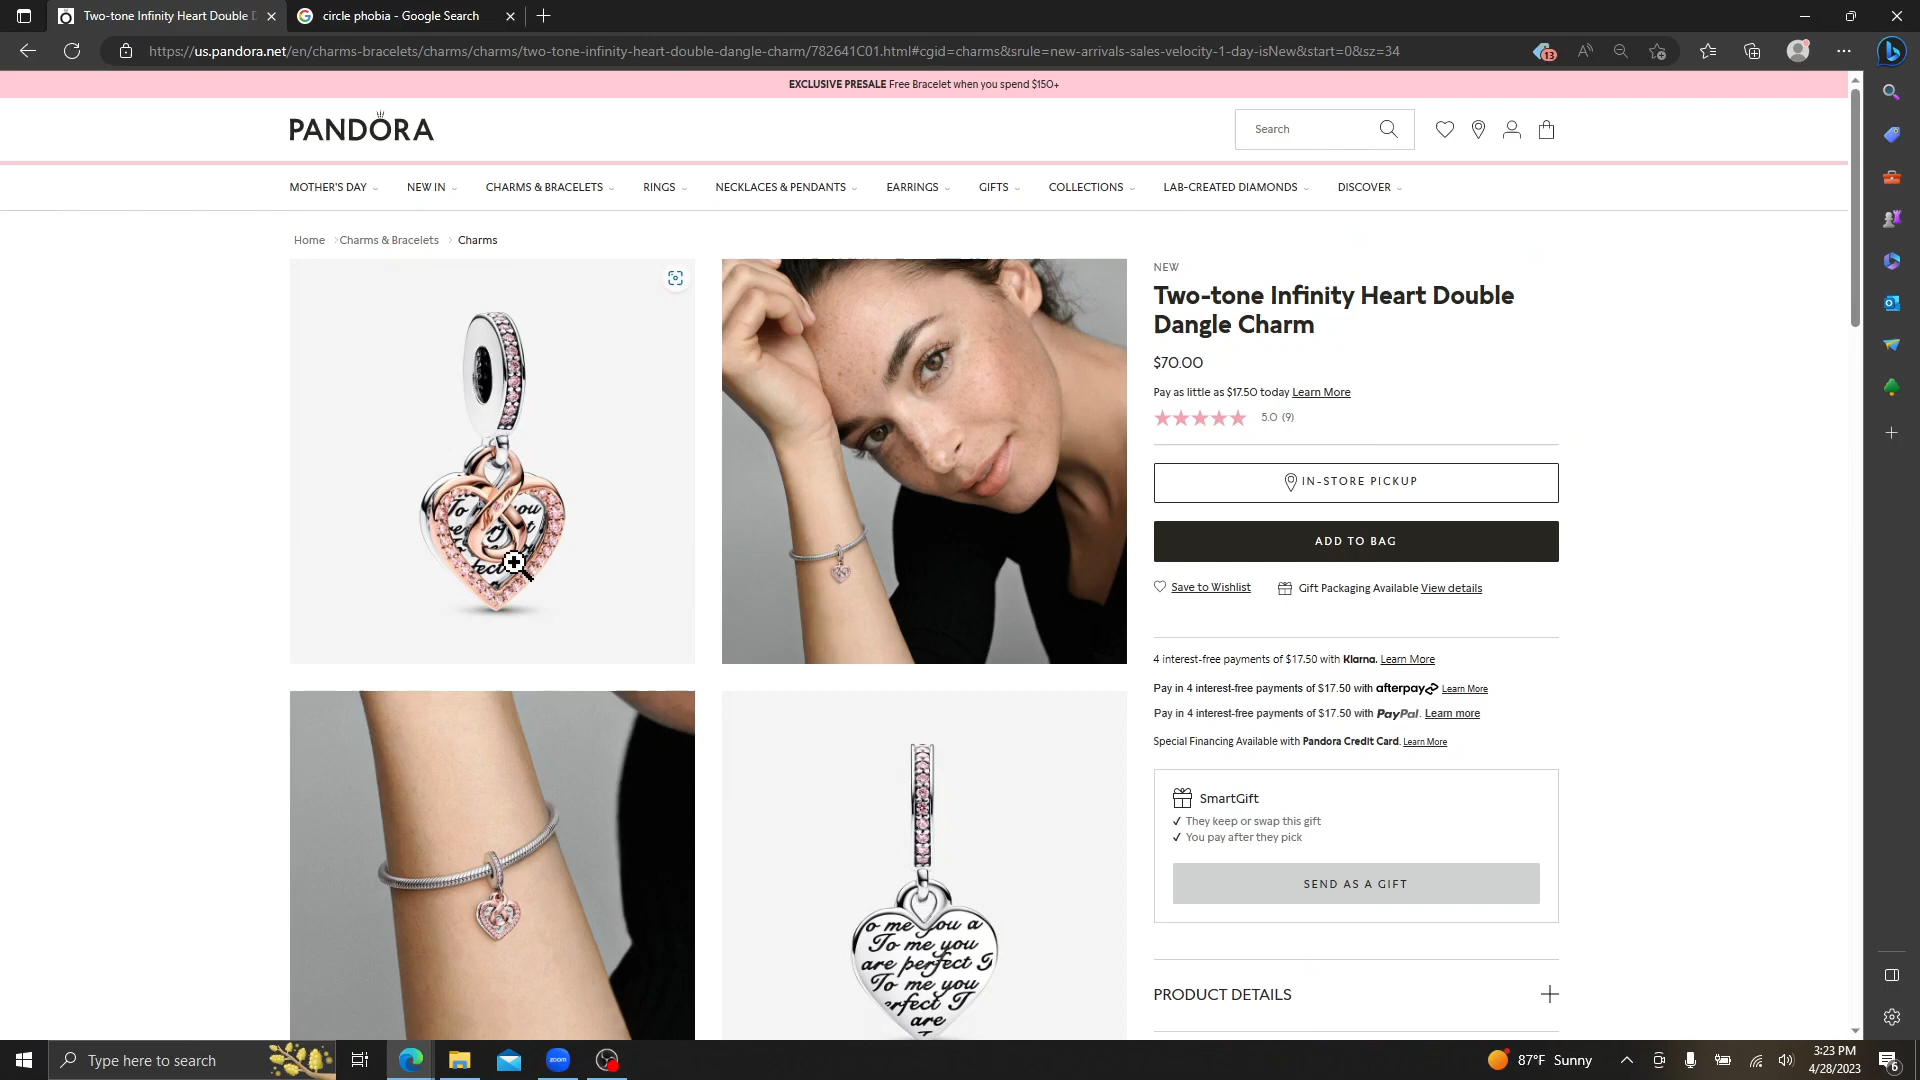 Two-tone Infinity Heart Double D
circle phobia - Google Search
https://us.pandora.net/en/charms-bracelets/charms/charms/two-tone-infinity-heart-double-dangle-charm/782641C01.html#cgid=charms&srule=new-arrivals-sales-velocity-1-day-isNew&start=0&sz=34
13
EXCLUSIVE PRESALE Free Bracelet when you spend $150+
PANDORA
Search
MOTHER'S DAY NEW IN CHARMS & BRACELETS RINGS NECKLACES & PENDANTS EARRINGS GIFTS COLLECTIONS LAB-CREATED DIAMONDS DISCOVER
Home > Charms & Bracelets > Charms
NEW
Two-tone Infinity Heart Double
Dangle Charm
$70.00
Pay as little as $17.50 today Learn More
5.0 (9)
IN-STORE PICKUP
ADD TO BAG
Save to Wishlist
Gift Packaging Available View details
4 interest-free payments of $17.50 with Klarna. Learn More
Pay in 4 interest-free payments of $17.50 with afterpay Learn More
Pay in 4 interest-free payments of $17.50 with PayPal. Learn more
Special Financing Available with Pandora Credit Card. Learn More
SmartGift
✓ They keep or swap this gift
✓ You pay after they pick
SEND AS A GIFT
PRODUCT DETAILS
To you
o me you a
To me you
are perfect T
To me you
erfect T
are
Type here to search
zoom
87°F Sunny
3:23 PM
4/28/2023
6